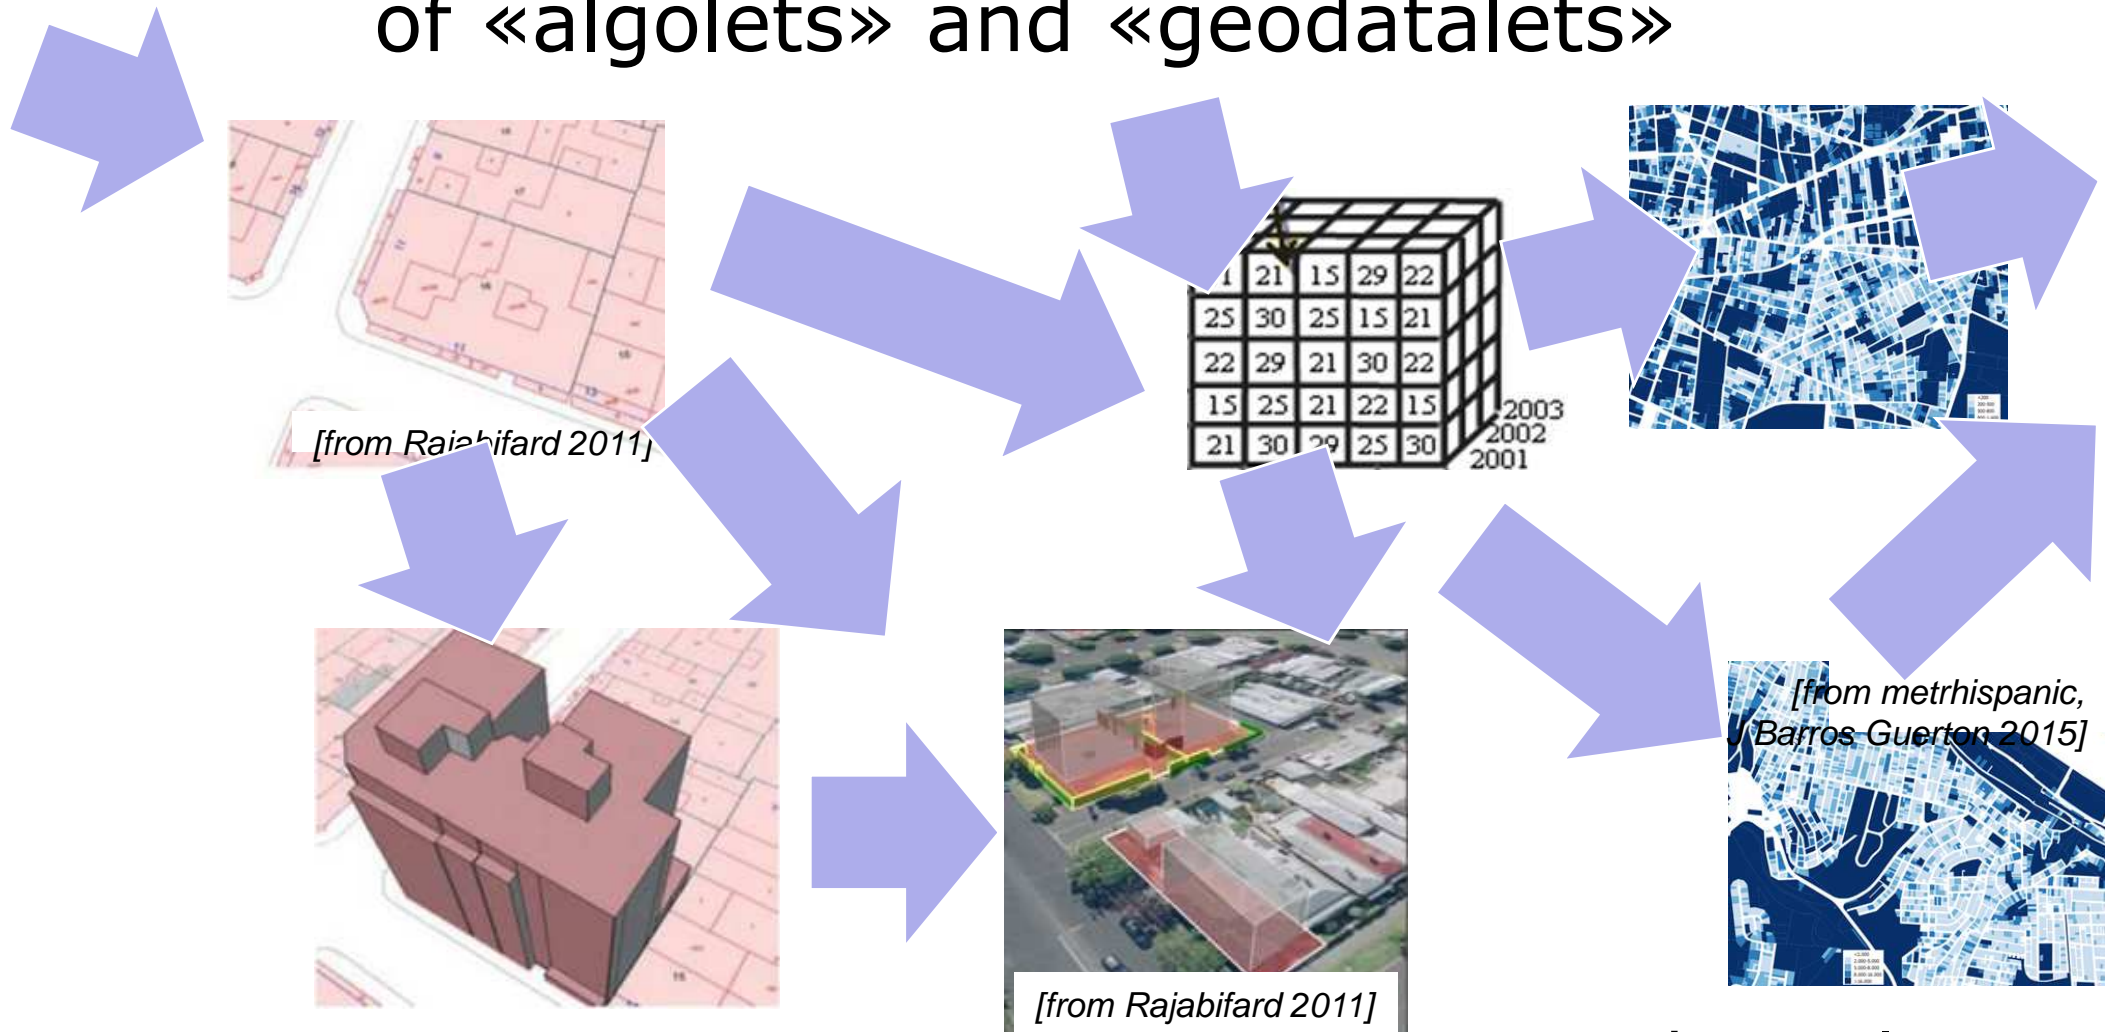 of «algolets» and «geodatalets»
[from Rajabifard 2011]
21 15 29 22
25 30 25 15 21
22 29 21 30 22
15 25 21 22 15
21 30 29 25 30
2003
2002
2001
[from metrhispanic,
J Barros Guerton 2015]
[from Rajabifard 2011]